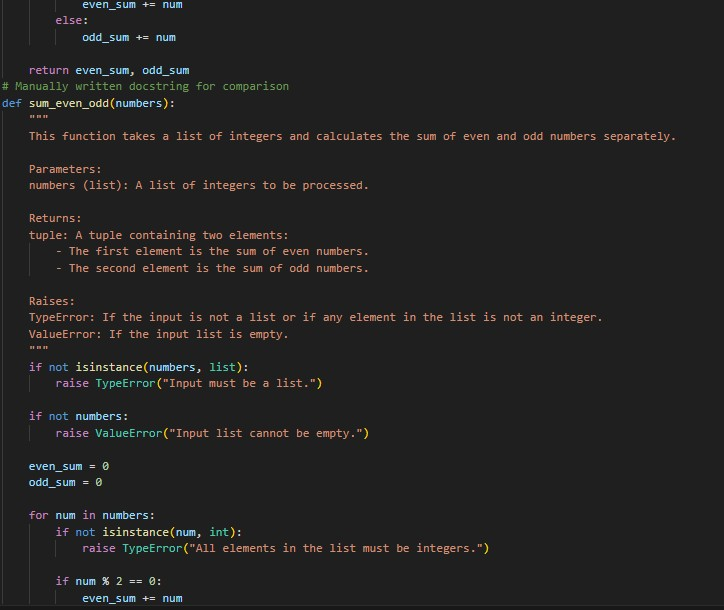 even_sum += num
else:
odd_sum += num
return even_sum, odd_sum
# Manually written docstring for comparison
def sum_even_odd(numbers):
"""
This function takes a list of integers and calculates the sum of even and odd numbers separately.
Parameters:
numbers (list): A list of integers to be processed.
Returns:
tuple: A tuple containing two elements:
- The first element is the sum of even numbers.
- The second element is the sum of odd numbers.
Raises:
TypeError: If the input is not a list or if any element in the list is not an integer.
ValueError: If the input list is empty.
"""
if not isinstance(numbers, list):
raise TypeError("Input must be a list.")
if not numbers:
raise ValueError("Input list cannot be empty.")
even_sum = 0
odd_sum = 0
for num in numbers:
if not isinstance(num, int):
raise TypeError("All elements in the list must be integers.")
if num % 2 == 0:
even_sum += num